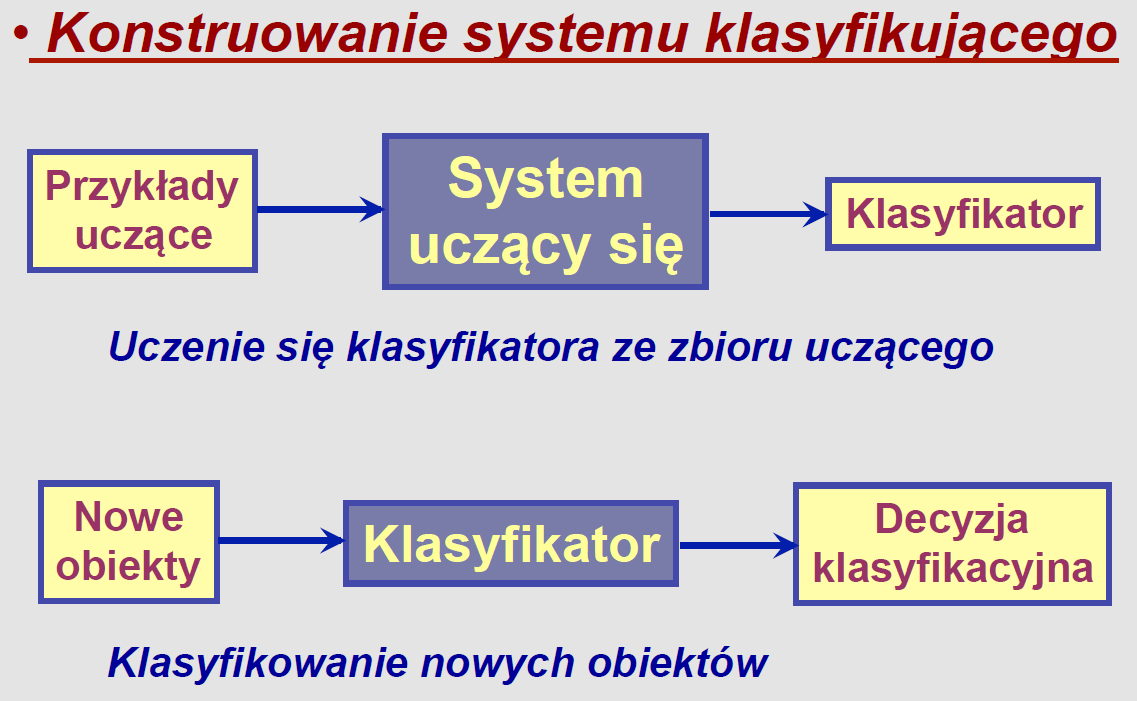 • Konstruowanie systemu klasyfikującego
Przykłady
uczące
System
uczący się
Klasyfikator
Uczenie się klasyfikatora ze zbioru uczącego
Nowe
obiekty
Klasyfikator
Decyzja
klasyfikacyjna
Klasyfikowanie nowych obiektów